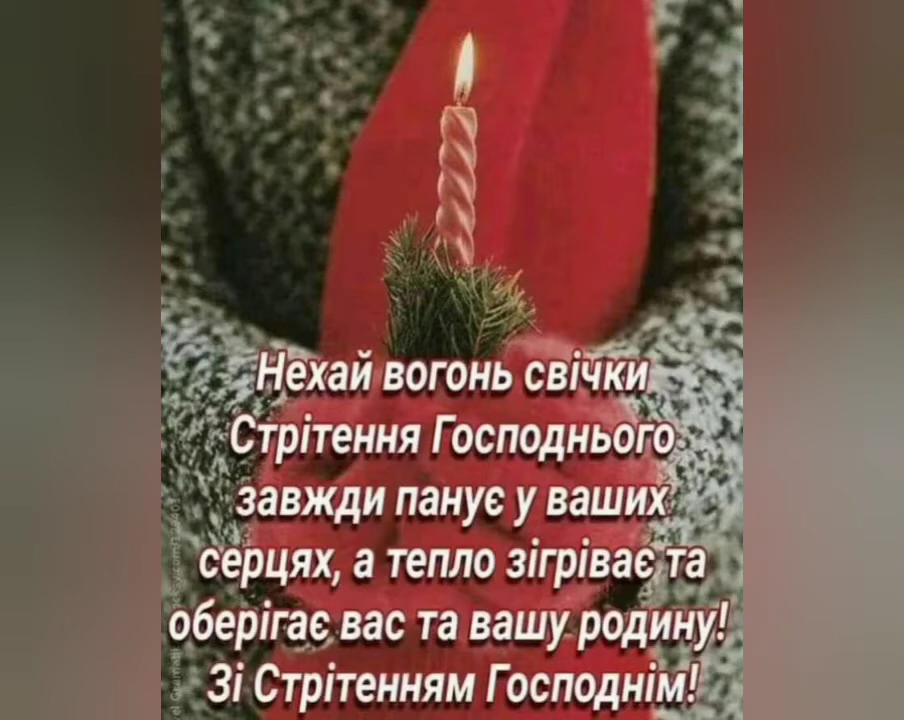 Нехай вогонь свічки
Стрітення Господнього
завжди панує у ваших
серцях, а тепло зігріває та
оберігає вас та вашу родину!
Зі Стрітенням Господнім!